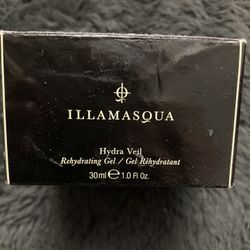 ILLAMASQUA
Hydra Veil
Rehydrating Gel / Gel Réhydratant
30ml ℮ 1.0 Fl. Oz.